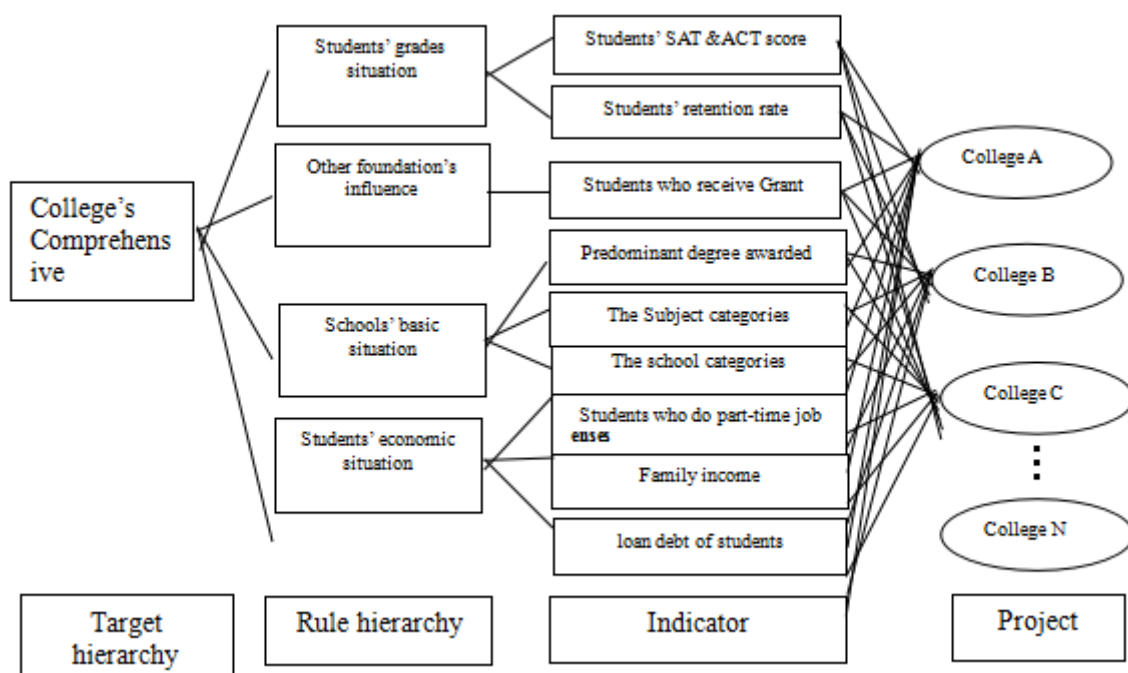 College’s
Comprehens
ive
Students’ grades
situation
Other foundation’s
influence
Schools’ basic
situation
Students’ economic
situation
Students’ SAT &ACT score
Students’ retention rate
Students who receive Grant
Predominant degree awarded
The Subject categories
The school categories
Students who do part-time job
enses
Family income
loan debt of students
College A
College B
College C
College N
Target
hierarchy
Rule hierarchy
Indicator
Project